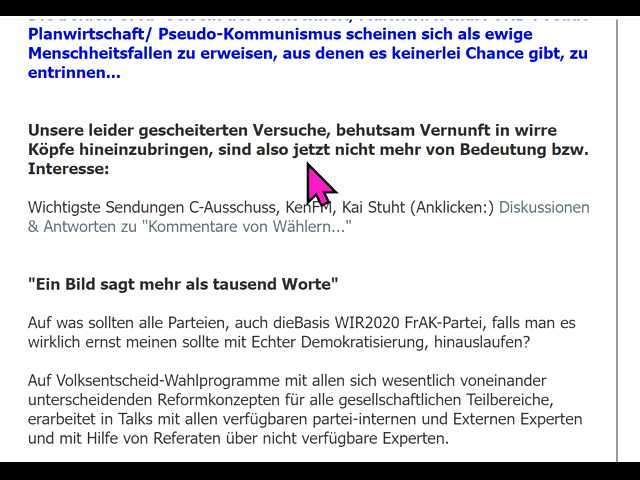 Planwirtschaft/ Pseudo-Kommunismus scheinen sich als ewige
Menschheitsfallen zu erweisen, aus denen es keinerlei Chance gibt, zu
entrinnen...
Unsere leider gescheiterten Versuche, behutsam Vernunft in wirre
Köpfe hineinzubringen, sind also jetzt nicht mehr von Bedeutung bzw.
Interesse:
Wichtigste Sendungen C-Ausschuss, KenFM, Kai Stuht (Anklicken:) Diskussionen
& Antworten zu "Kommentare von Wählern..."
"Ein Bild sagt mehr als tausend Worte"
Auf was sollten alle Parteien, auch dieBasis WIR2020 FrAK-Partei, falls man es
wirklich ernst meinen sollte mit Echter Demokratisierung, hinauslaufen?
Auf Volksentscheid-Wahlprogramme mit allen sich wesentlich voneinander
unterscheidenden Reformkonzepten für alle gesellschaftlichen Teilbereiche,
erarbeitet in Talks mit allen verfügbaren partei-internen und Externen Experten
und mit Hilfe von Referaten über nicht verfügbare Experten.